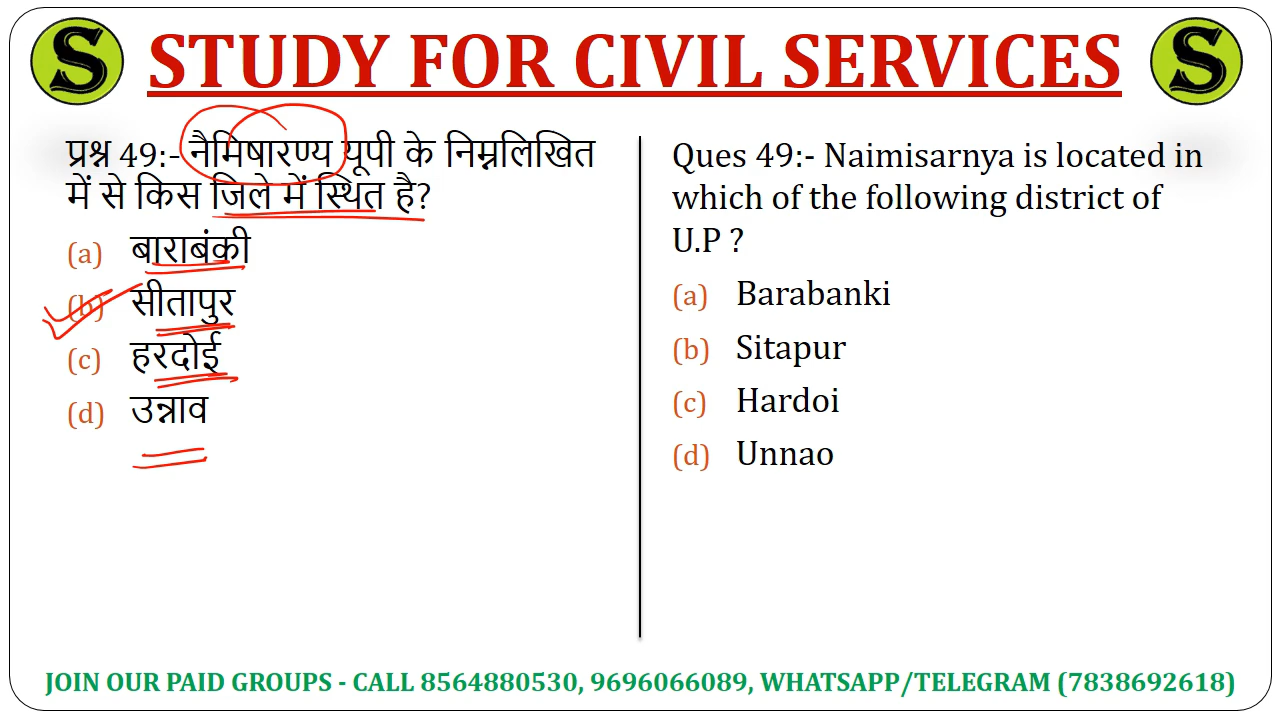 S STUDY FOR CIVIL SERVICES S
प्रश्न 49:- नैमिषारण्य यूपी के निम्नलिखित
में से किस जिले में स्थित है?
(a) बाराबंकी
(b) सीतापुर
(c) हरदोई
(d) उन्नाव
Ques 49:- Naimisarnya is located in
which of the following district of
U.P ?
(a) Barabanki
(b) Sitapur
(c) Hardoi
(d) Unnao
JOIN OUR PAID GROUPS - CALL 8564880530, 9696066089, WHATSAPP/TELEGRAM (7838692618)